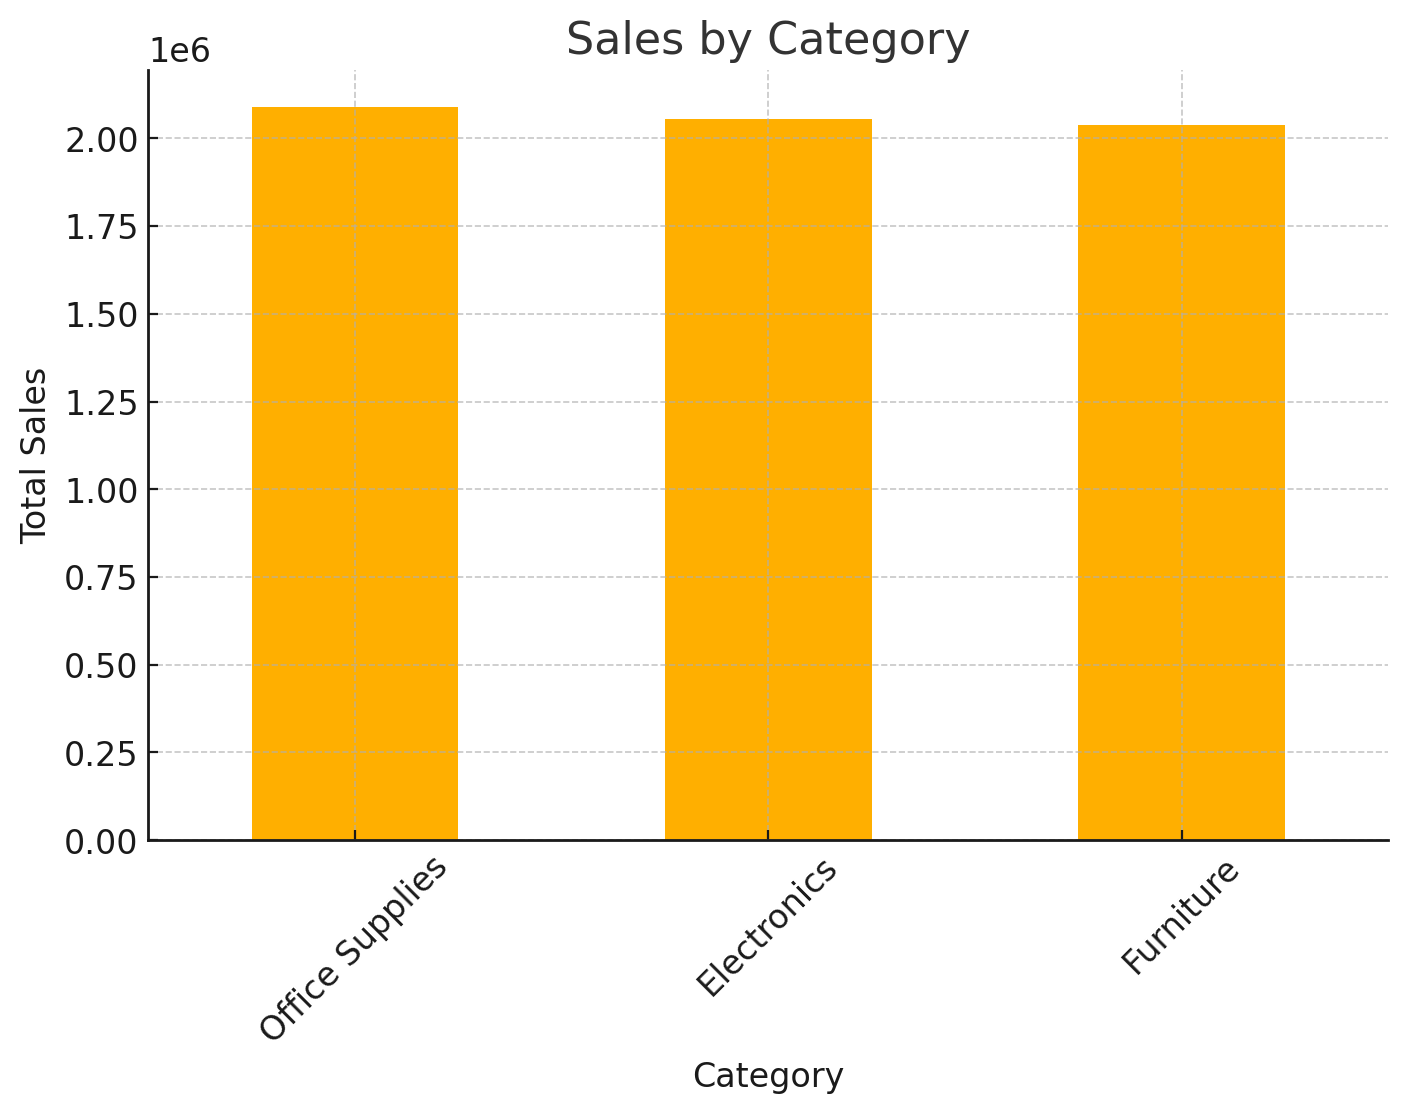 Sales by Category
1e6
2.00
1.75
1.50
1.25
1.00
0.75
0.50
0.25
0.00
Total Sales
Office Supplies
Electronics
Furniture
Category